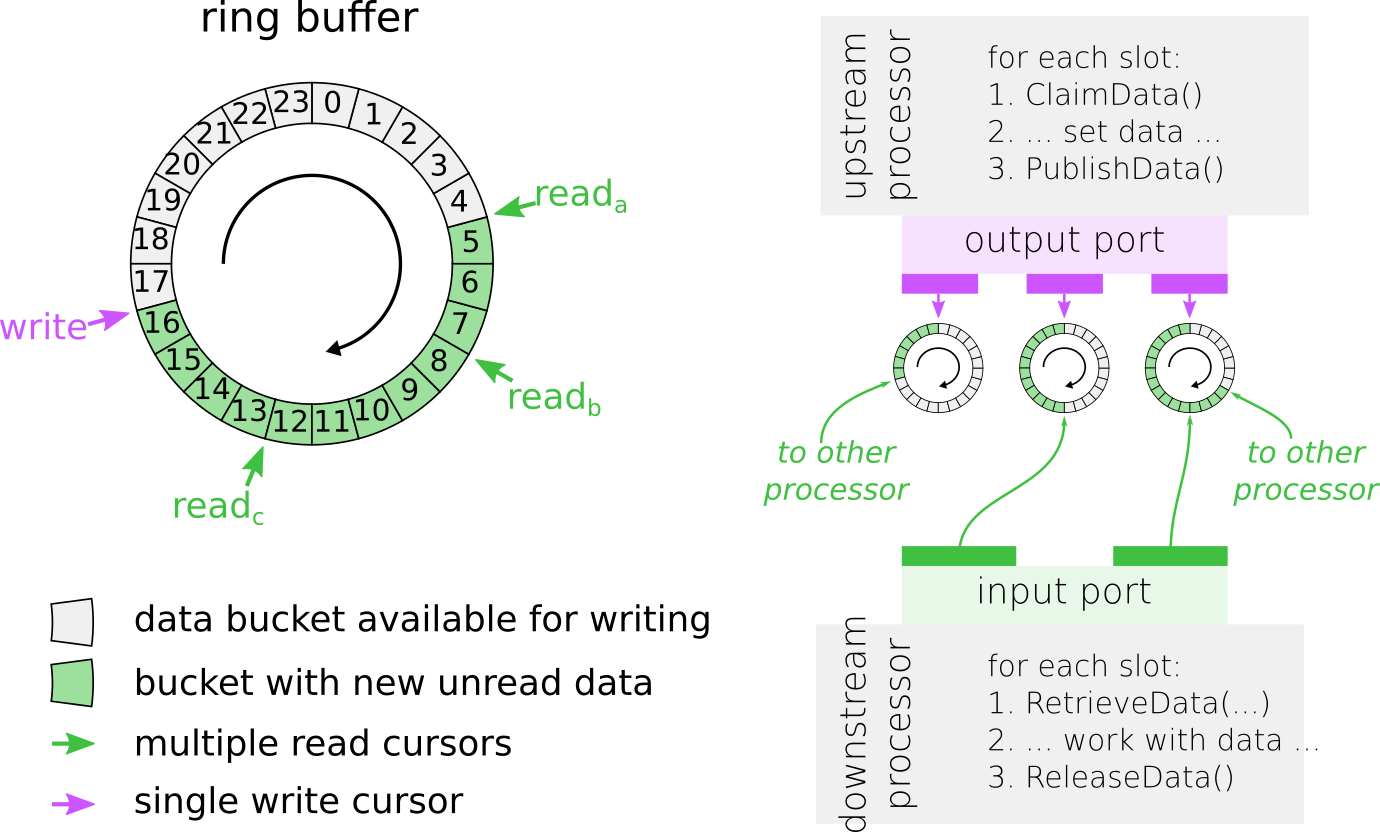 ring buffer
0
1
2
3
4
5
6
7
8
9
10
11
12
13
14
15
16
17
18
19
20
21
22
23
read_a
read_b
read_c
write
data bucket available for writing
bucket with new unread data
multiple read cursors
single write cursor
upstream
processor
for each slot:
1. ClaimData()
2. ... set data ...
3. PublishData()
output port
to other
processor
to other
processor
input port
downstream
processor
for each slot:
1. RetrieveData(...)
2. ... work with data ...
3. ReleaseData()